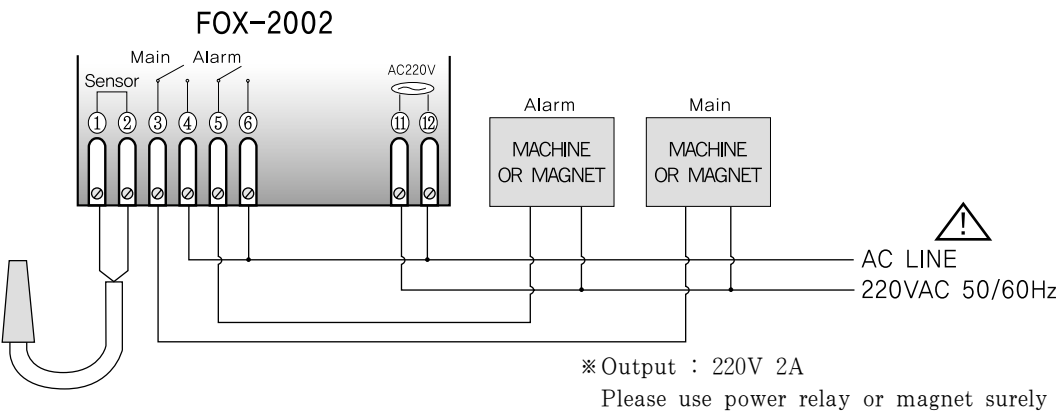 FOX-2002
Main Alarm
Sensor
AC220V
① ② ③ ④ ⑤ ⑥ ⑪ ⑫
Alarm
MACHINE
OR MAGNET
Main
MACHINE
OR MAGNET
AC LINE
220VAC 50/60Hz
※Output : 220V 2A
Please use power relay or magnet surely